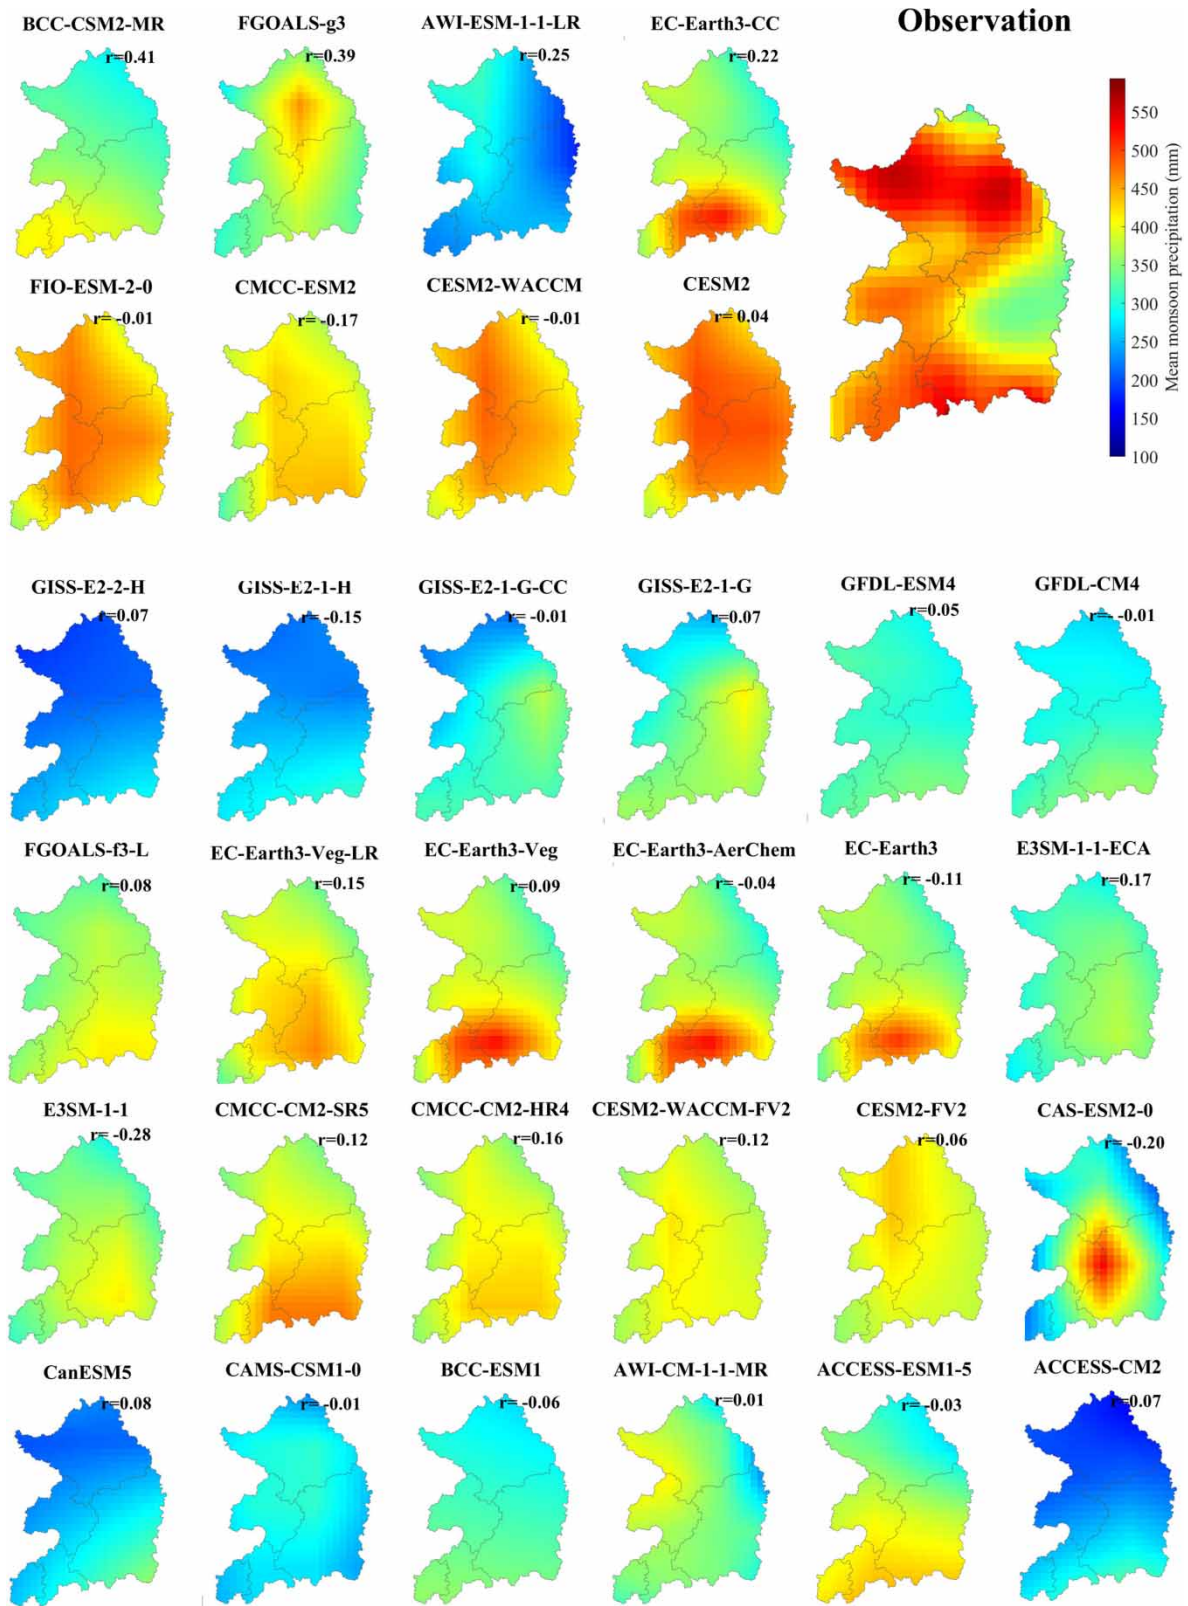 BCC-CSM2-MR FGOALS-g3 AWI-ESM-1-1-LR EC-Earth3-CC Observation
r=0.41 r=0.39 r=0.25 r=0.22
550
500
450
400
350
300
250
200
150
100
Mean monsoon precipitation (mm)
FIO-ESM-2-0 CMCC-ESM2 CESM2-WACCM CESM2
r= -0.01 r= -0.17 r= -0.01 r= 0.04
GISS-E2-2-H GISS-E2-1-H GISS-E2-1-G-CC GISS-E2-1-G GFDL-ESM4 GFDL-CM4
r=0.07 r= -0.15 r= -0.01 r=0.07 r=0.05 r= -0.01
FGOALS-f3-L EC-Earth3-Veg-LR EC-Earth3-Veg EC-Earth3-AerChem EC-Earth3 E3SM-1-1-ECA
r=0.08 r=0.15 r=0.09 r= -0.04 r= -0.11 r=0.17
E3SM-1-1 CMCC-CM2-SR5 CMCC-CM2-HR4 CESM2-WACCM-FV2 CESM2-FV2 CAS-ESM2-0
r= -0.28 r=0.12 r=0.16 r=0.12 r=0.06 r= -0.20
CanESM5 CAMS-CSM1-0 BCC-ESM1 AWI-CM-1-1-MR ACCESS-ESM1-5 ACCESS-CM2
r=0.08 r= -0.01 r= -0.06 r=0.01 r= -0.03 r=0.07